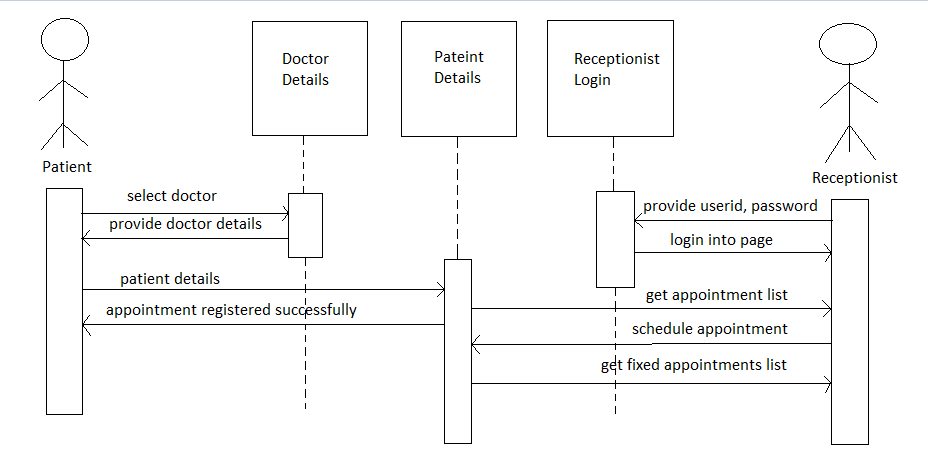 Doctor
Details
Pateint
Details
Receptionist
Login
Patient
Receptionist
select doctor
provide userid, password
provide doctor details
login into page
patient details
get appointment list
appointment registered successfully
schedule appointment
get fixed appointments list